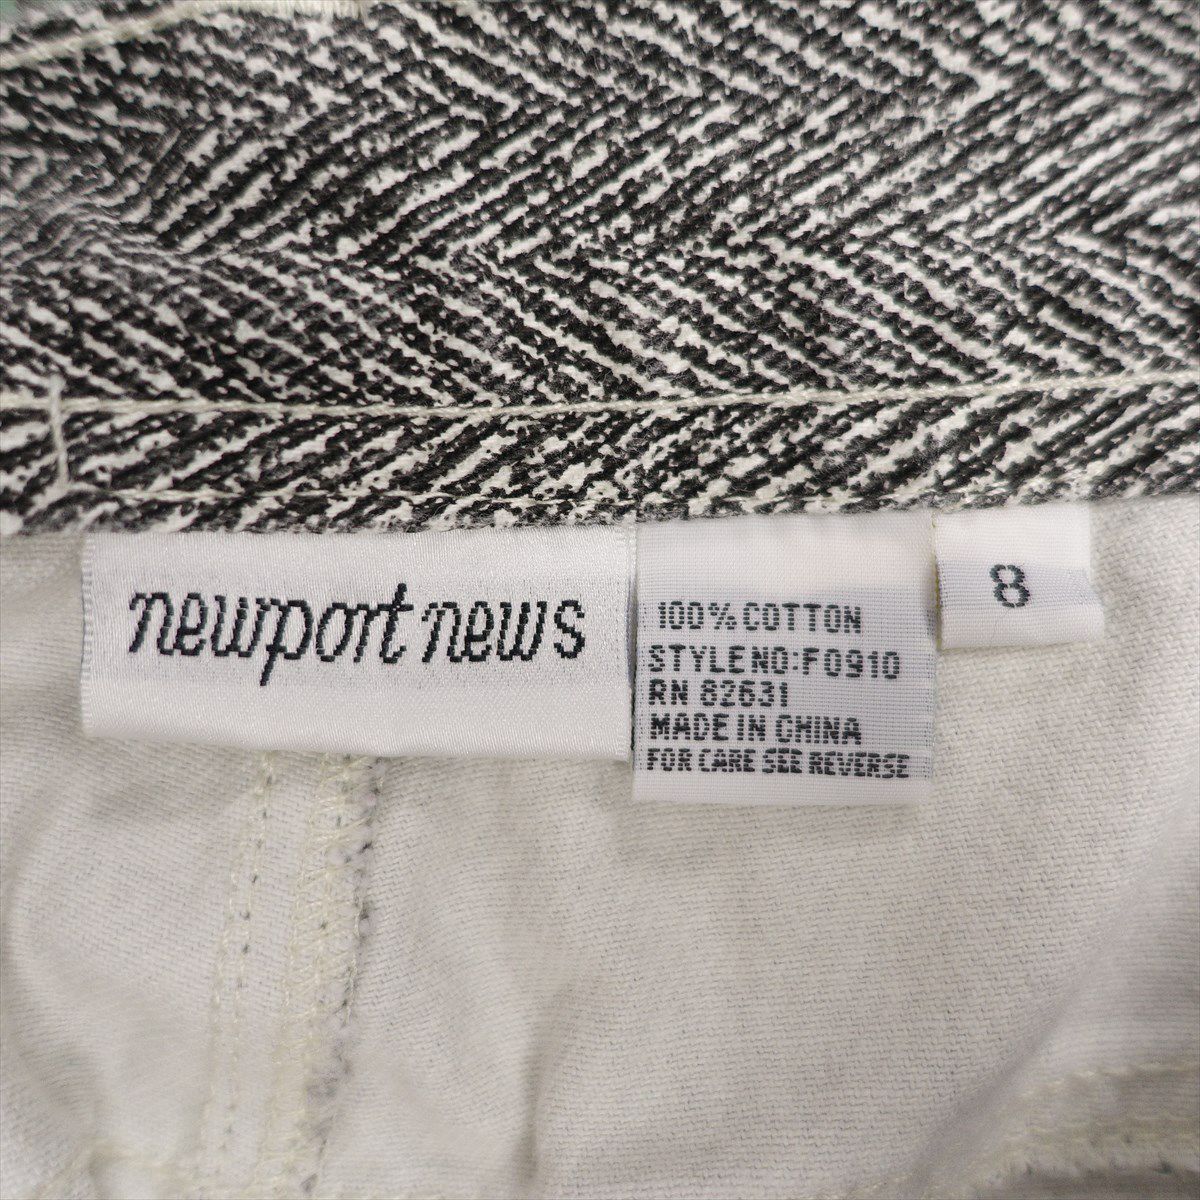 newport news
100% COTTON
STYLE NO: F0910
RN 82631
MADE IN CHINA
FOR CARE SEE REVERSE
8